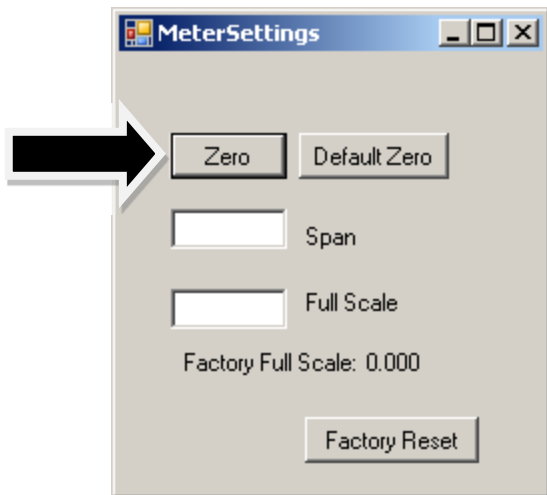 MeterSettings
Zero
Default Zero
Span
Full Scale
Factory Full Scale: 0.000
Factory Reset